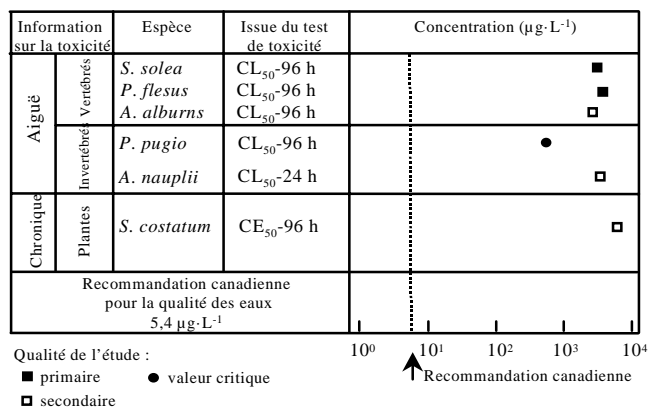 Information sur la toxicité
Espèce
Issue du test de toxicité
Concentration (µg·L-1)
Aiguë
Vertébrés
S. solea CL50-96 h
P. flesus CL50-96 h
A. alburns CL50-96 h
Invertébrés
P. pugio CL50-96 h
A. nauplii CL50-24 h
Chronique
Plantes
S. costatum CE50-96 h
Recommandation canadienne
pour la qualité des eaux
5,4 µg·L-1
10⁰ 10¹ 10² 10³ 10⁴
Recommandation canadienne
Qualité de l'étude :
primaire
valeur critique
secondaire